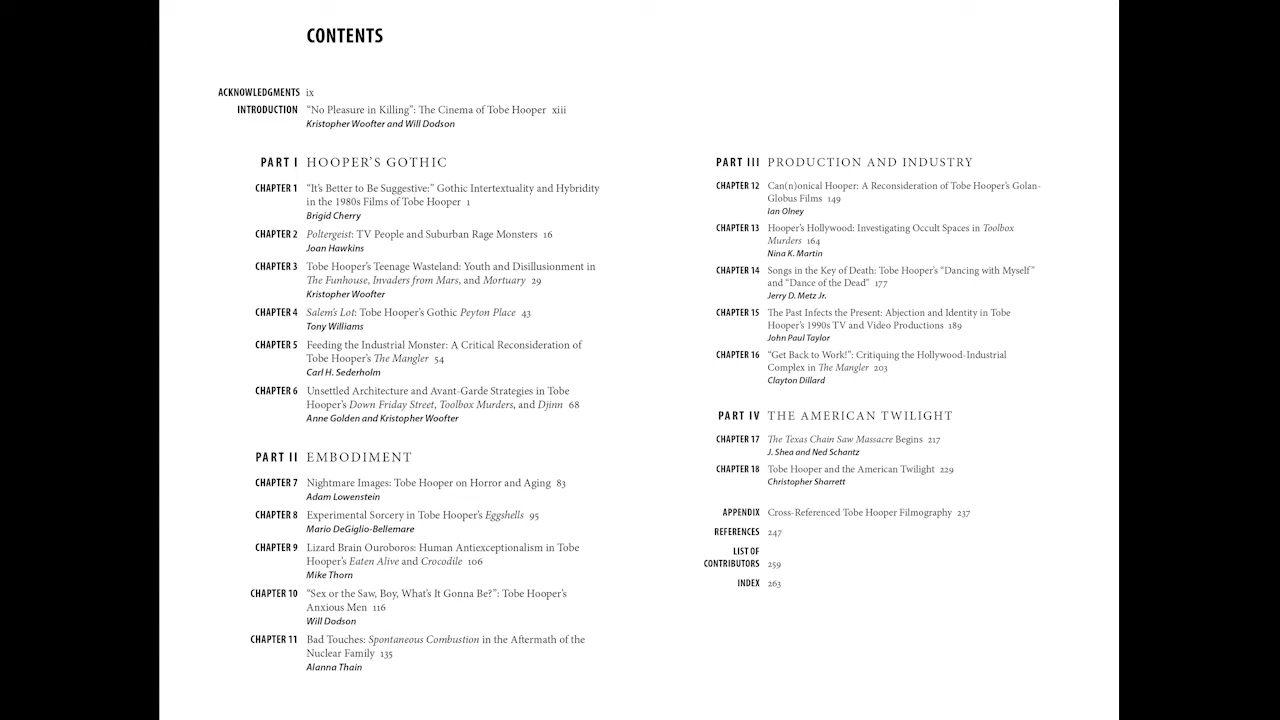 CONTENTS
ACKNOWLEDGMENTS ix
INTRODUCTION “No Pleasure in Killing”: The Cinema of Tobe Hooper xiii
Kristopher Woofter and Will Dodson
PART I HOOPER’S GOTHIC
CHAPTER 1 “It’s Better to Be Suggestive:” Gothic Intertextuality and Hybridity
in the 1980s Films of Tobe Hooper 1
Brigid Cherry
CHAPTER 2 Poltergeist: TV People and Suburban Rage Monsters 16
Joan Hawkins
CHAPTER 3 Tobe Hooper’s Teenage Wasteland: Youth and Disillusionment in
The Funhouse, Invaders from Mars, and Mortuary 29
Kristopher Woofter
CHAPTER 4 Salem’s Lot: Tobe Hooper’s Gothic Peyton Place 43
Tony Williams
CHAPTER 5 Feeding the Industrial Monster: A Critical Reconsideration of
Tobe Hooper’s The Mangler 54
Carl H. Sederholm
CHAPTER 6 Unsettled Architecture and Avant-Garde Strategies in Tobe
Hooper’s Down Friday Street, Toolbox Murders, and Djinn 68
Anne Golden and Kristopher Woofter
PART II EMBODIMENT
CHAPTER 7 Nightmare Images: Tobe Hooper on Horror and Aging 83
Adam Lowenstein
CHAPTER 8 Experimental Sorcery in Tobe Hooper’s Eggshells 95
Mario DeGiglio-Bellemare
CHAPTER 9 Lizard Brain Ouroboros: Human Antiexceptionalism in Tobe
Hooper’s Eaten Alive and Crocodile 106
Mike Thorn
CHAPTER 10 “Sex or the Saw, Boy, What’s It Gonna Be?”: Tobe Hooper’s
Anxious Men 116
Will Dodson
CHAPTER 11 Bad Touches: Spontaneous Combustion in the Aftermath of the
Nuclear Family 135
Alanna Thain
PART III PRODUCTION AND INDUSTRY
CHAPTER 12 Can(n)onical Hooper: A Reconsideration of Tobe Hooper’s Golan-
Globus Films 149
Ian Olney
CHAPTER 13 Hooper’s Hollywood: Investigating Occult Spaces in Toolbox
Murders 164
Nina K. Martin
CHAPTER 14 Songs in the Key of Death: Tobe Hooper’s “Dancing with Myself”
and “Dance of the Dead” 177
Jerry D. Metz Jr.
CHAPTER 15 The Past Infects the Present: Abjection and Identity in Tobe
Hooper’s 1990s TV and Video Productions 189
John Paul Taylor
CHAPTER 16 “Get Back to Work!”: Critiquing the Hollywood-Industrial
Complex in The Mangler 203
Clayton Dillard
PART IV THE AMERICAN TWILIGHT
CHAPTER 17 The Texas Chain Saw Massacre Begins 217
J. Shea and Ned Schantz
CHAPTER 18 Tobe Hooper and the American Twilight 229
Christopher Sharrett
APPENDIX Cross-Referenced Tobe Hooper Filmography 237
REFERENCES 247
LIST OF
CONTRIBUTORS 259
INDEX 263